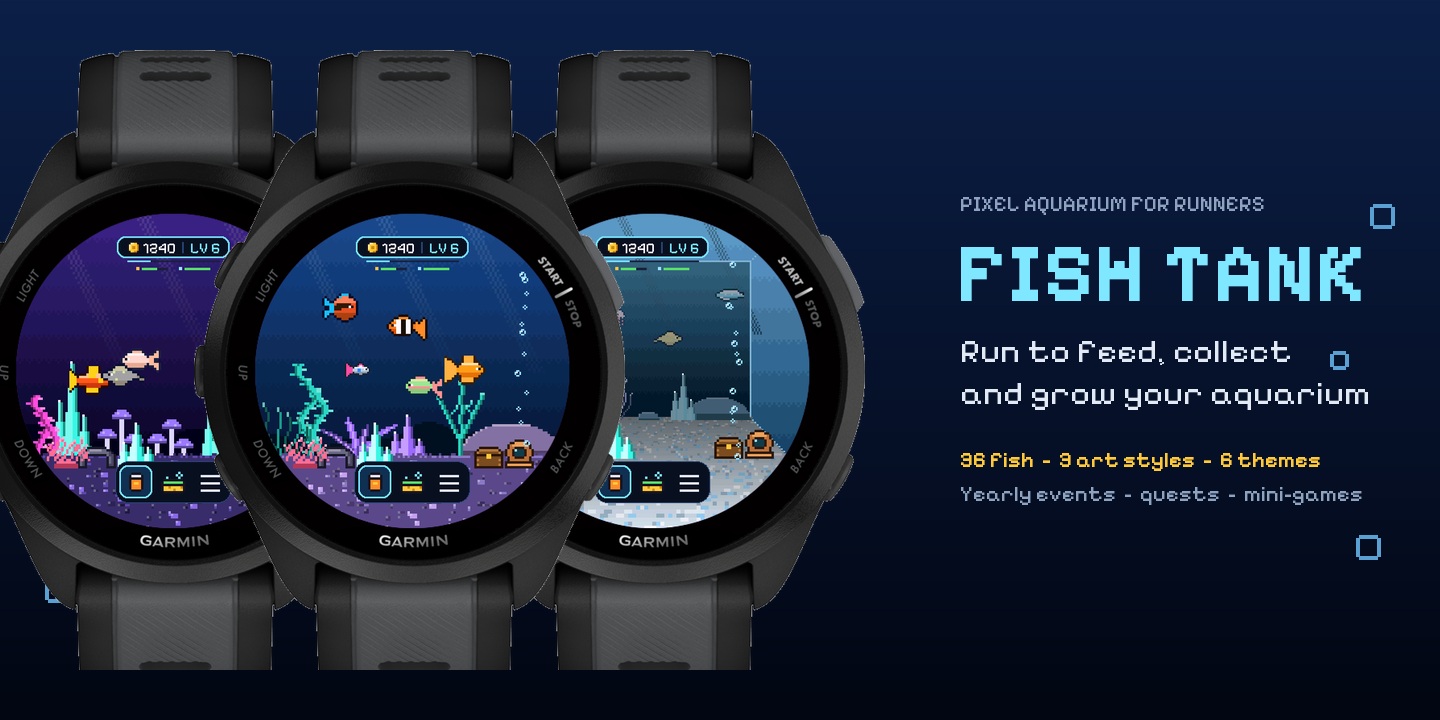 1240 | LV 6
LIGHT
UP
DOWN
GARMIN
1240 | LV 6
LIGHT
UP
DOWN
START
STOP
BACK
GARMIN
1240 | LV 6
START
STOP
BACK
GARMIN
PIXEL AQUARIUM FOR RUNNERS
FISH TANK
Run to feed, collect
and grow your aquarium
36 fish - 3 art styles - 6 themes
Yearly events - quests - mini-games